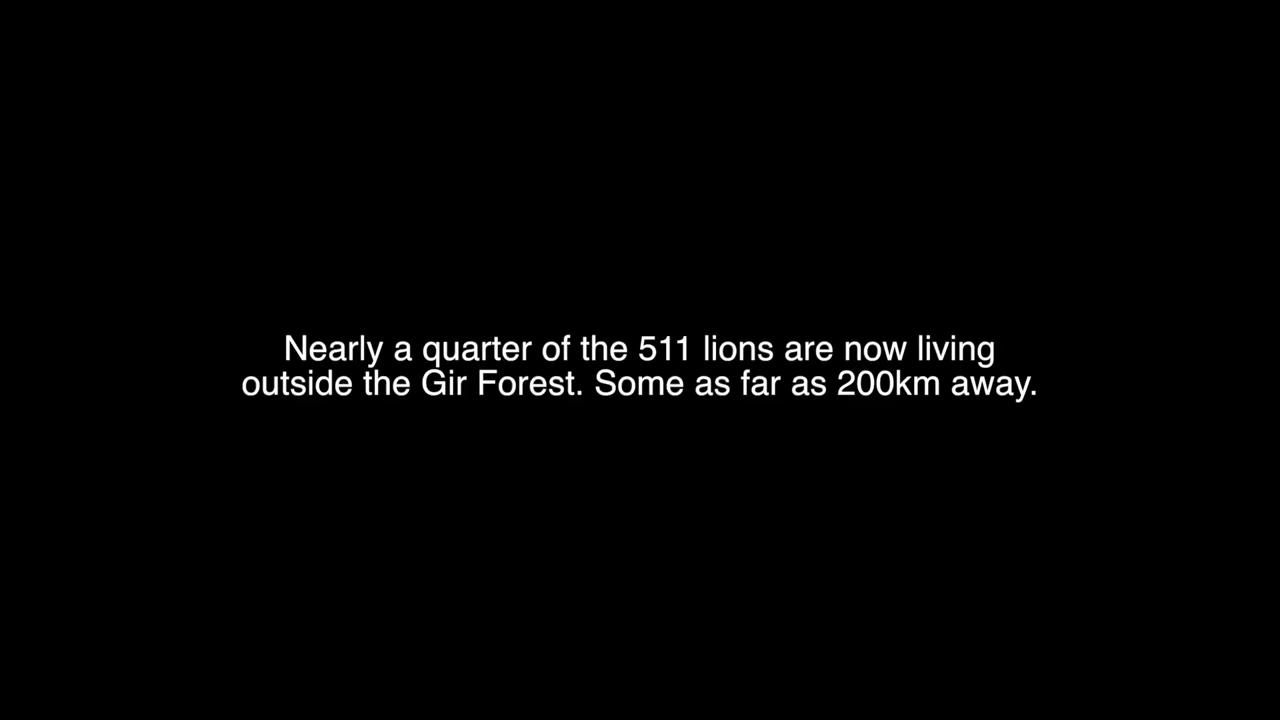 Nearly a quarter of the 511 lions are now living
outside the Gir Forest. Some as far as 200km away.